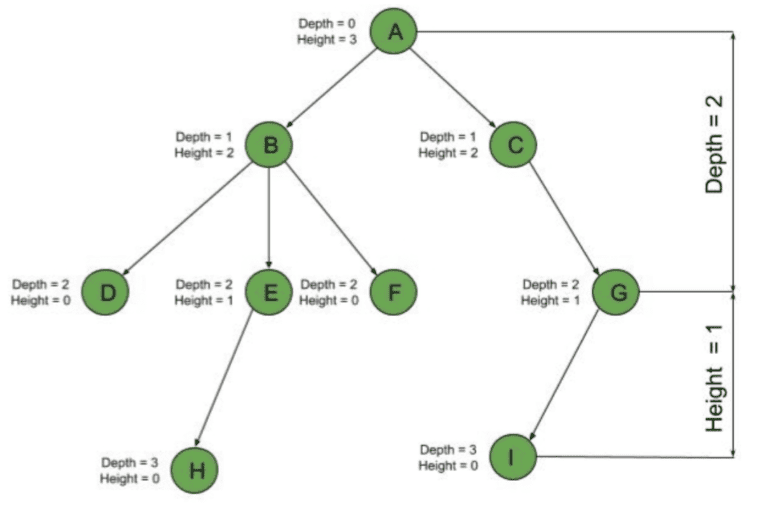 Depth = 0
Height = 3
A
Depth = 1
Height = 2
B
Depth = 1
Height = 2
C
Depth = 2
Depth = 2
Height = 0
D
Depth = 2
Height = 1
E
Depth = 2
Height = 0
F
Depth = 2
Height = 1
G
Height = 1
Depth = 3
Height = 0
H
Depth = 3
Height = 0
I